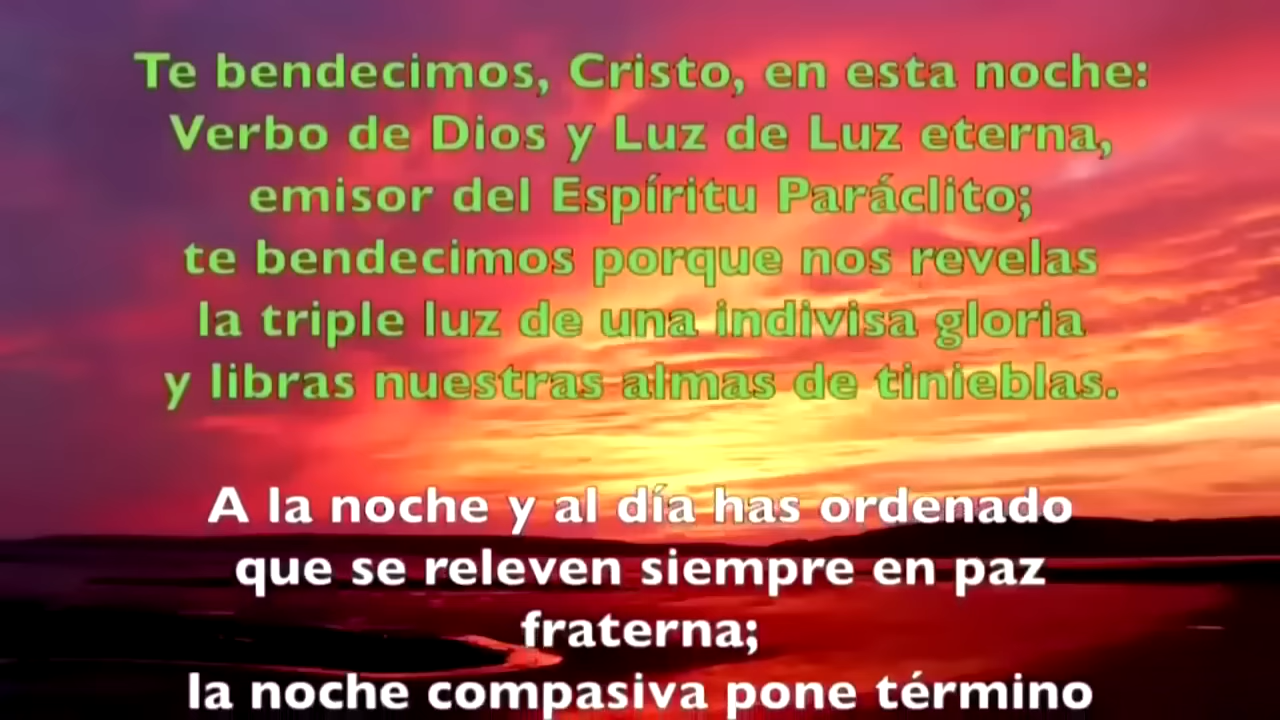 Te bendecimos, Cristo, en esta noche:
Verbo de Dios y Luz de Luz eterna,
emisor del Espíritu Paráclito;
te bendecimos porque nos revelas
la triple luz de una indivisa gloria
y libras nuestras almas de tinieblas.
A la noche y al día has ordenado
que se releven siempre en paz
fraterna;
la noche compasiva pone término